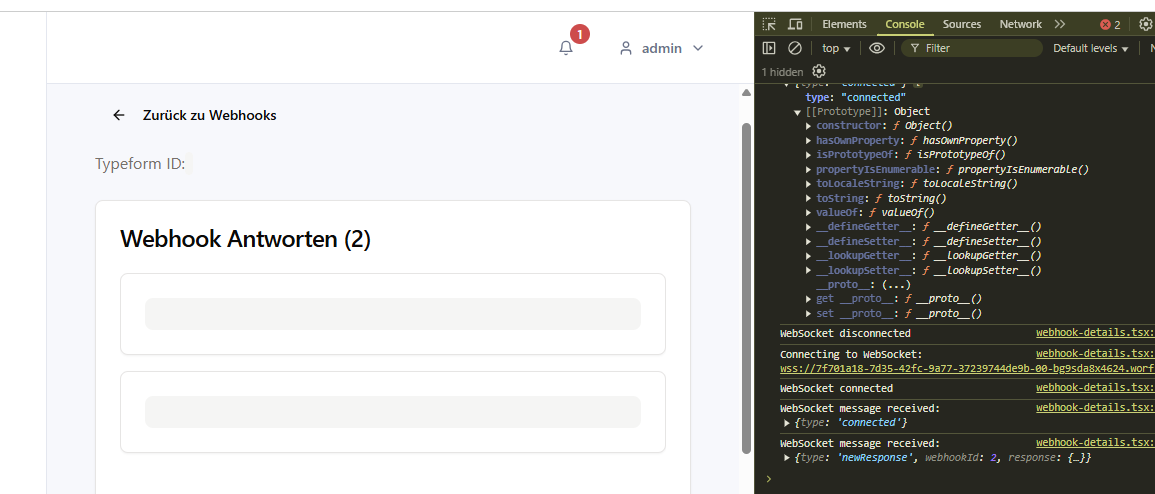 1
admin
Zurück zu Webhooks
Typeform ID:
Webhook Antworten (2)
Elements Console Sources Network 2
top Filter Default levels
1 hidden
type: "connected"
[[Prototype]]: Object
constructor: ƒ Object()
hasOwnProperty: ƒ hasOwnProperty()
isPrototypeOf: ƒ isPrototypeOf()
propertyIsEnumerable: ƒ propertyIsEnumerable()
toLocaleString: ƒ toLocaleString()
toString: ƒ toString()
valueOf: ƒ valueOf()
__defineGetter__: ƒ __defineGetter__()
__defineSetter__: ƒ __defineSetter__()
__lookupGetter__: ƒ __lookupGetter__()
__lookupSetter__: ƒ __lookupSetter__()
__proto__: (...)
get __proto__: ƒ __proto__()
set __proto__: ƒ __proto__()
WebSocket disconnected webhook-details.tsx:
Connecting to WebSocket: webhook-details.tsx:
wss://7f701a18-7d35-42fc-9a77-37239744de9b-00-bg9sda8x4624.worf
WebSocket connected webhook-details.tsx:
WebSocket message received: webhook-details.tsx:
{type: 'connected'}
WebSocket message received: webhook-details.tsx:
{type: 'newResponse', webhookId: 2, response: {…}}